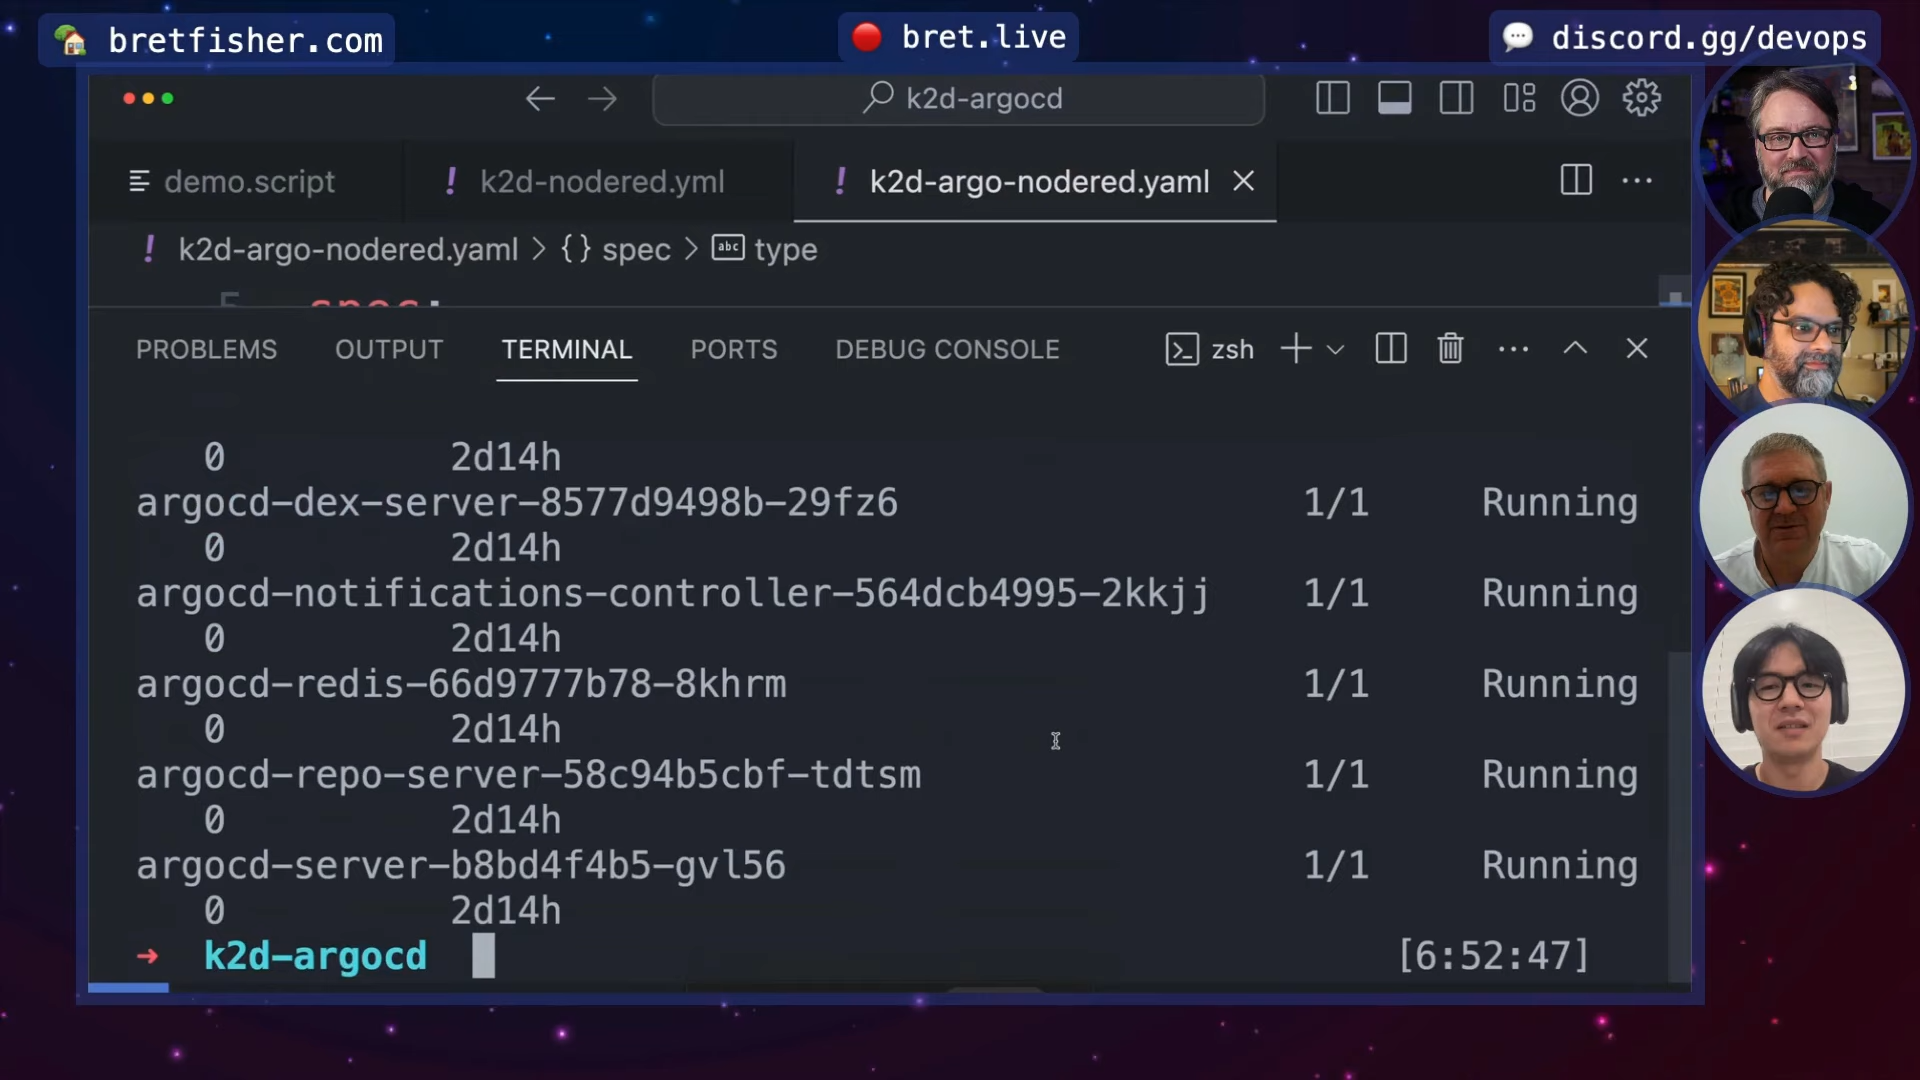 bretfisher.com
bret.live
discord.gg/devops
k2d-argocd
demo.script
! k2d-nodered.yml
! k2d-argo-nodered.yaml
! k2d-argo-nodered.yaml > {} spec > abc type
5 spec:
PROBLEMS OUTPUT TERMINAL PORTS DEBUG CONSOLE zsh
0 2d14h
argocd-dex-server-8577d9498b-29fz6 1/1 Running
0 2d14h
argocd-notifications-controller-564dcb4995-2kkjj 1/1 Running
0 2d14h
argocd-redis-66d9777b78-8khrm 1/1 Running
0 2d14h
argocd-repo-server-58c94b5cbf-tdtsm 1/1 Running
0 2d14h
argocd-server-b8bd4f4b5-gvl56 1/1 Running
0 2d14h
→ k2d-argocd [6:52:47]